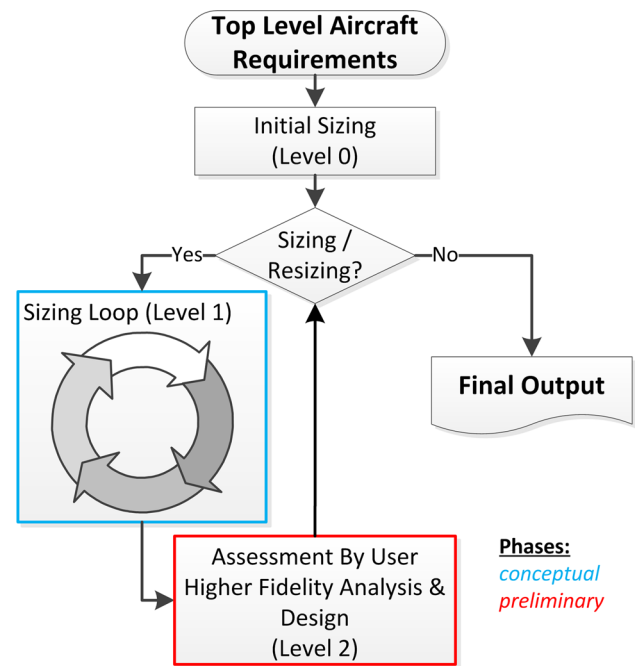 Top Level Aircraft
Requirements
Initial Sizing
(Level 0)
Sizing /
Resizing?
Yes
No
Sizing Loop (Level 1)
Final Output
Assessment By User
Higher Fidelity Analysis &
Design
(Level 2)
Phases:
conceptual
preliminary